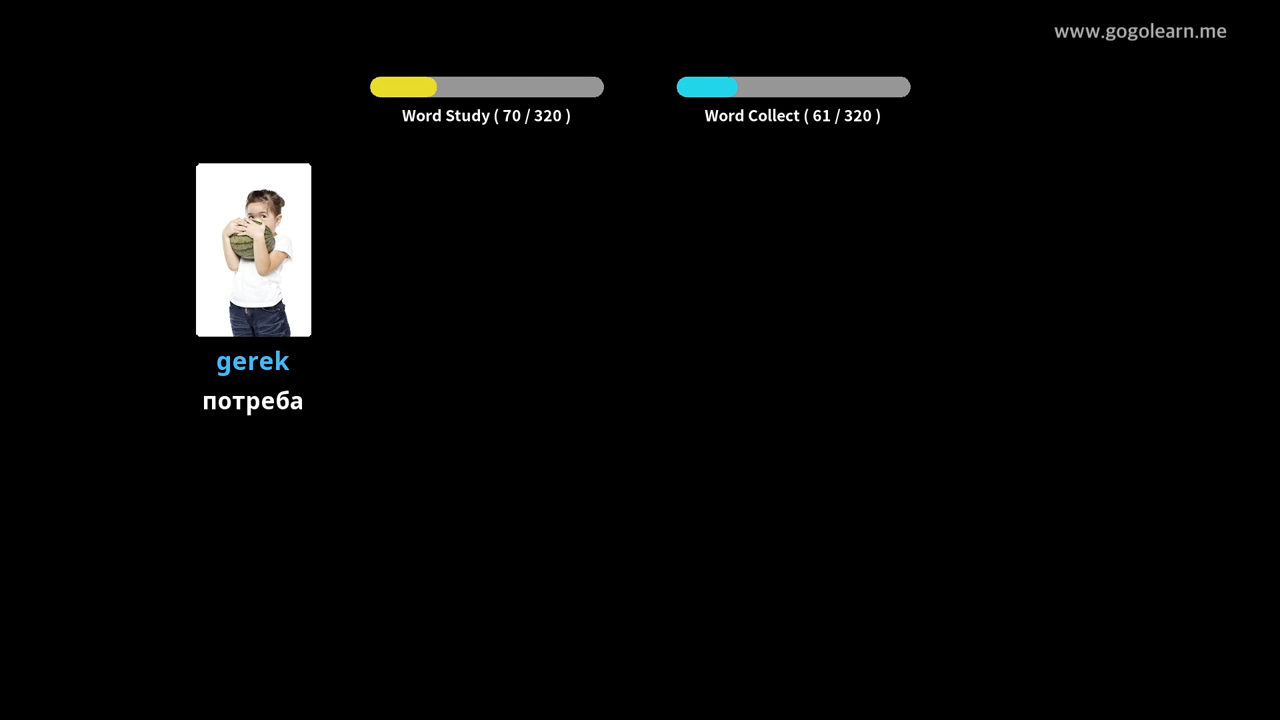 www.gogolearn.me
Word Study ( 70 / 320 )
Word Collect ( 61 / 320 )
gerek
потреба